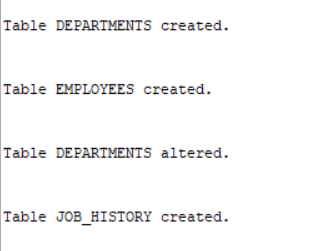 Table DEPARTMENTS created.
Table EMPLOYEES created.
Table DEPARTMENTS altered.
Table JOB_HISTORY created.